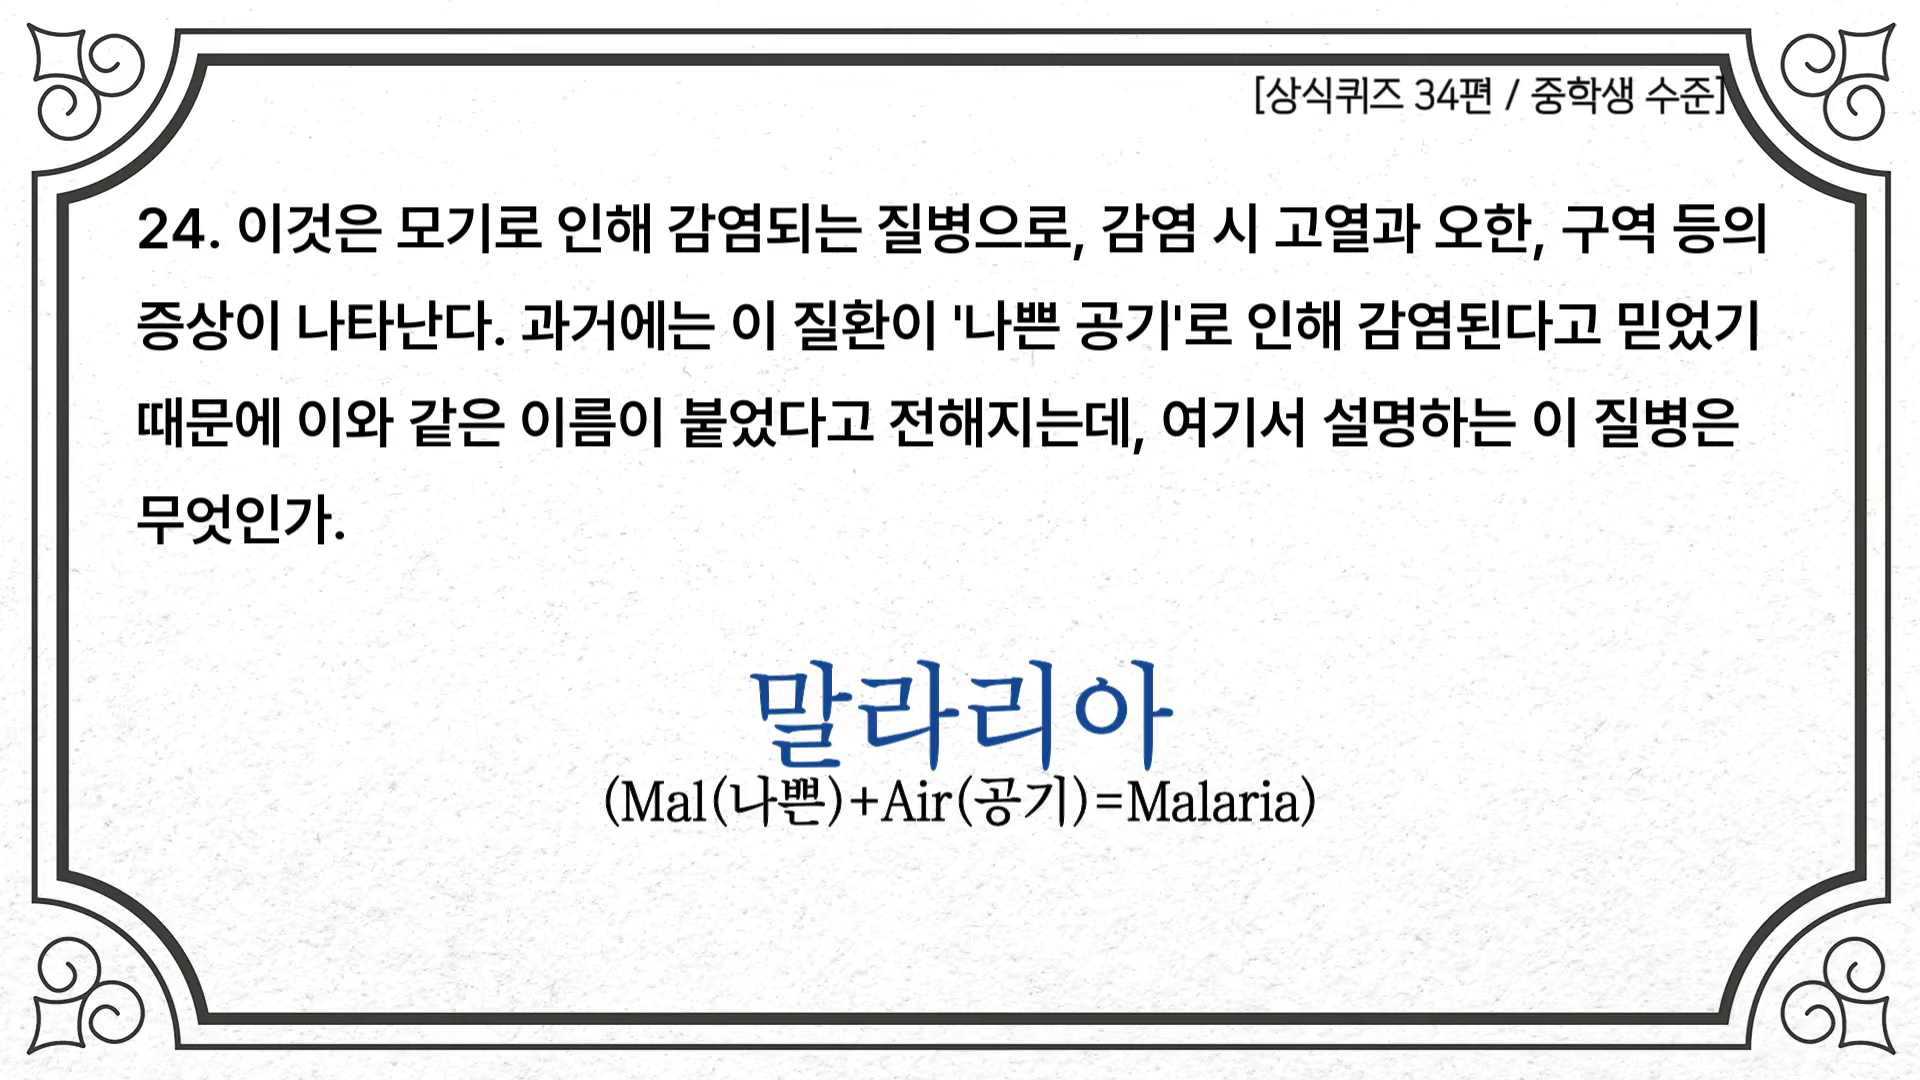 [상식퀴즈 34편 / 중학생 수준]
24. 이것은 모기로 인해 감염되는 질병으로, 감염 시 고열과 오한, 구역 등의
증상이 나타난다. 과거에는 이 질환이 '나쁜 공기'로 인해 감염된다고 믿었기
때문에 이와 같은 이름이 붙었다고 전해지는데, 여기서 설명하는 이 질병은
무엇인가.
말라리아
(Mal(나쁜)+Air(공기)=Malaria)